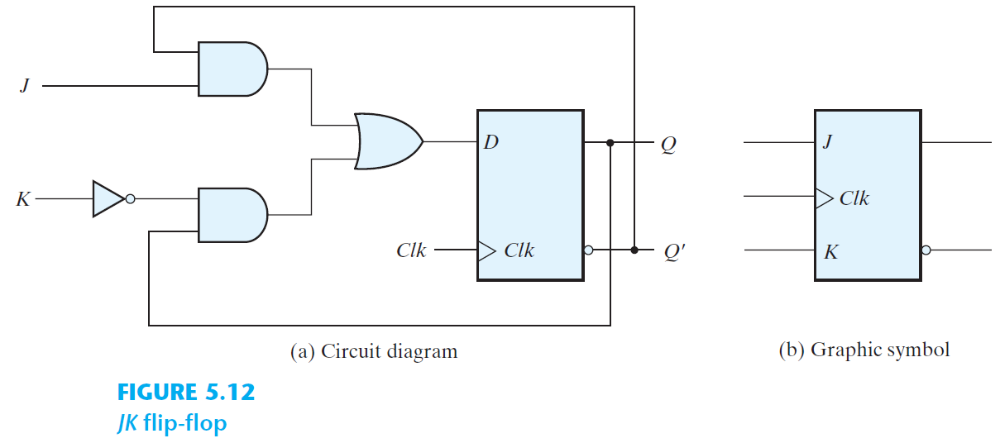 J
K
D
Q
Clk
Clk
Q'
J
Clk
K
(a) Circuit diagram
(b) Graphic symbol
FIGURE 5.12
JK flip-flop